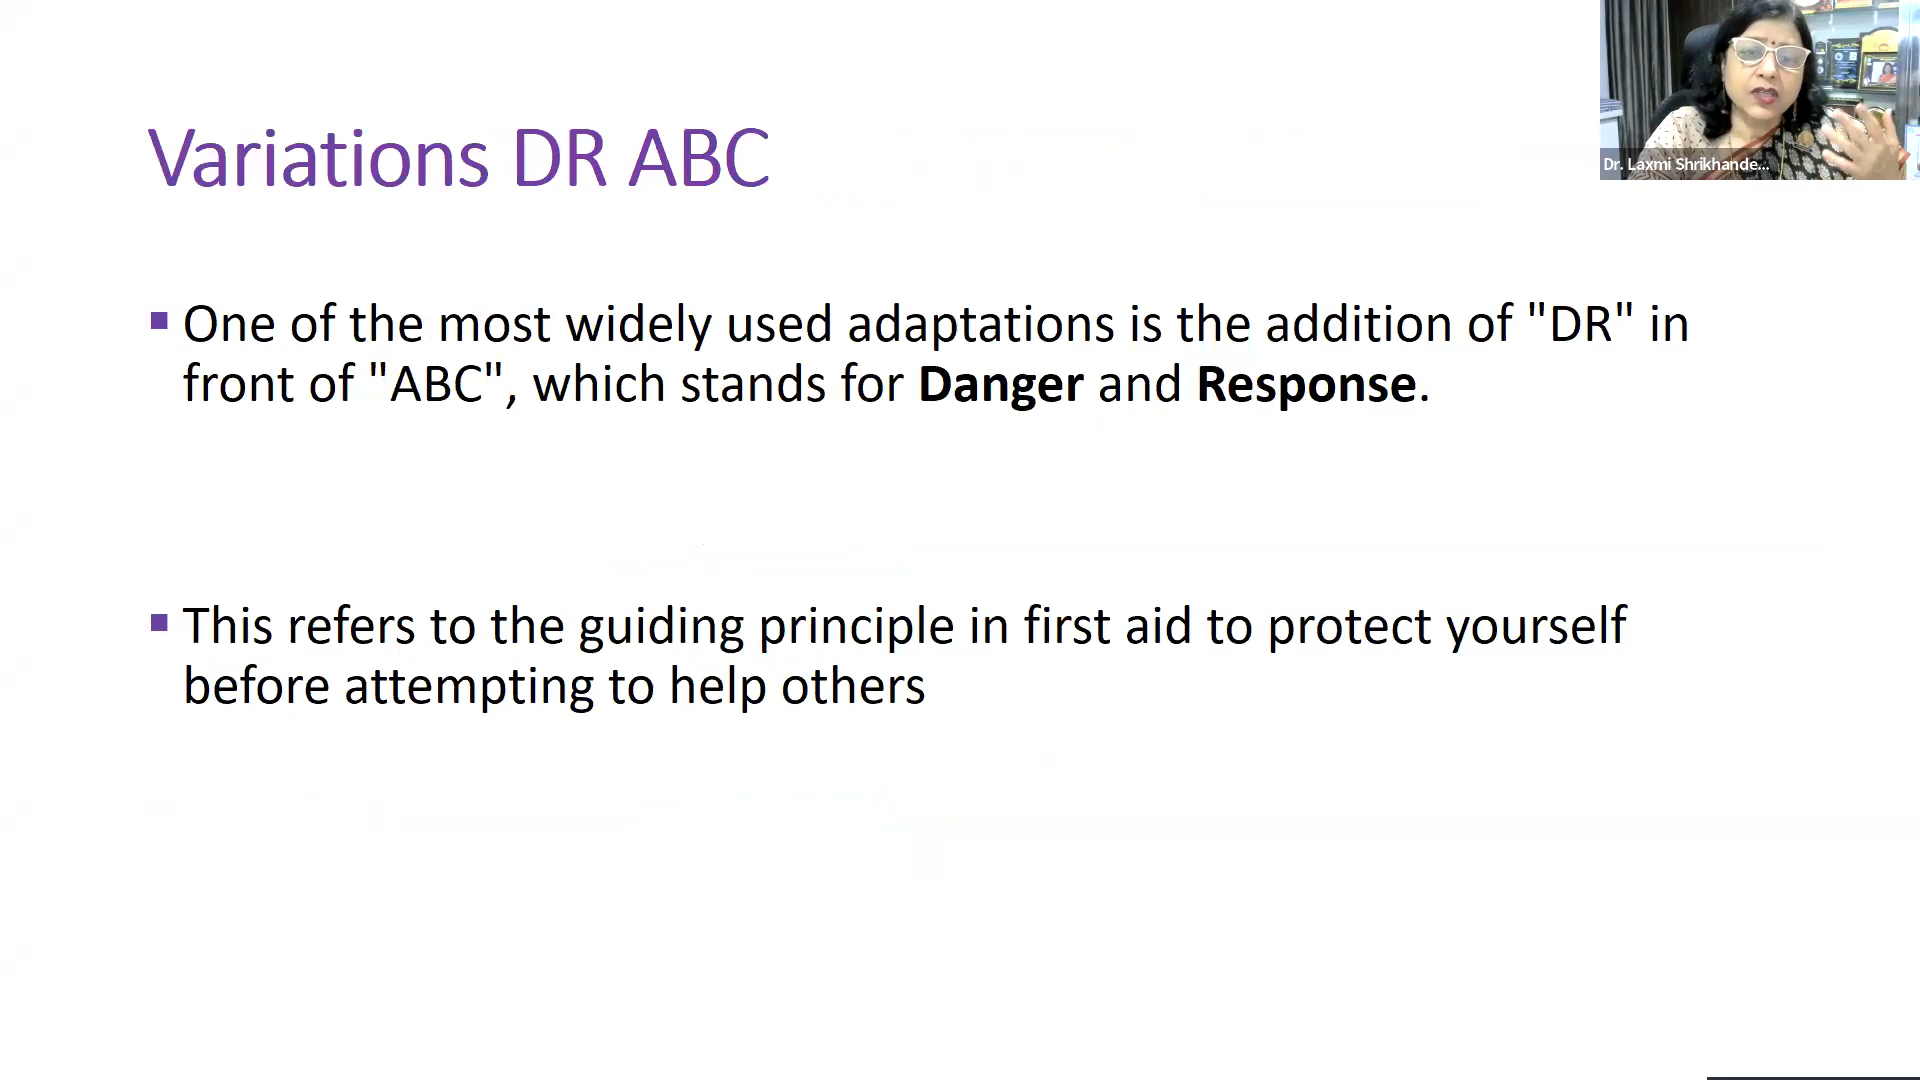 Variations DR ABC
Dr. Laxmi Shrikhande...
One of the most widely used adaptations is the addition of "DR" in
front of "ABC", which stands for Danger and Response.
This refers to the guiding principle in first aid to protect yourself
before attempting to help others